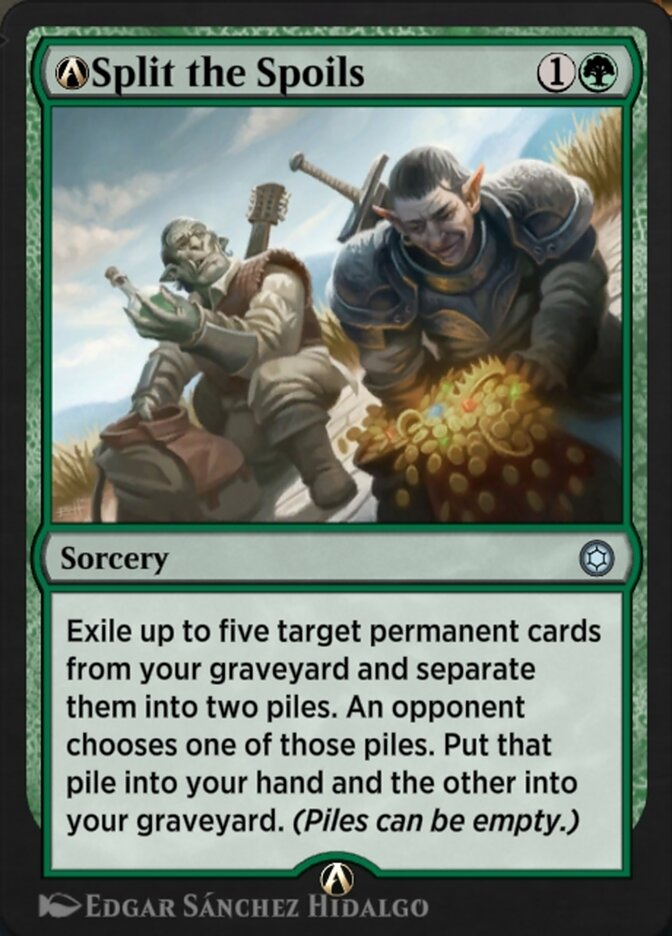 Split the Spoils 1
Sorcery
Exile up to five target permanent cards
from your graveyard and separate
them into two piles. An opponent
chooses one of those piles. Put that
pile into your hand and the other into
your graveyard. (Piles can be empty.)
EDGAR SÁNCHEZ HIDALGO